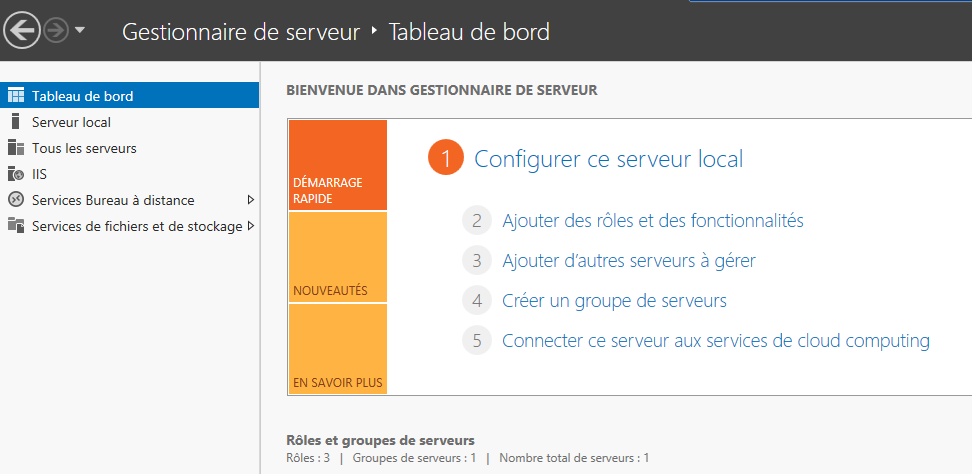 Gestionnaire de serveur ‣ Tableau de bord
Tableau de bord
Serveur local
Tous les serveurs
IIS
Services Bureau à distance
Services de fichiers et de stockage
BIENVENUE DANS GESTIONNAIRE DE SERVEUR
DÉMARRAGE
RAPIDE
NOUVEAUTÉS
EN SAVOIR PLUS
1 Configurer ce serveur local
2 Ajouter des rôles et des fonctionnalités
3 Ajouter d’autres serveurs à gérer
4 Créer un groupe de serveurs
5 Connecter ce serveur aux services de cloud computing
Rôles et groupes de serveurs
Rôles : 3 | Groupes de serveurs : 1 | Nombre total de serveurs : 1